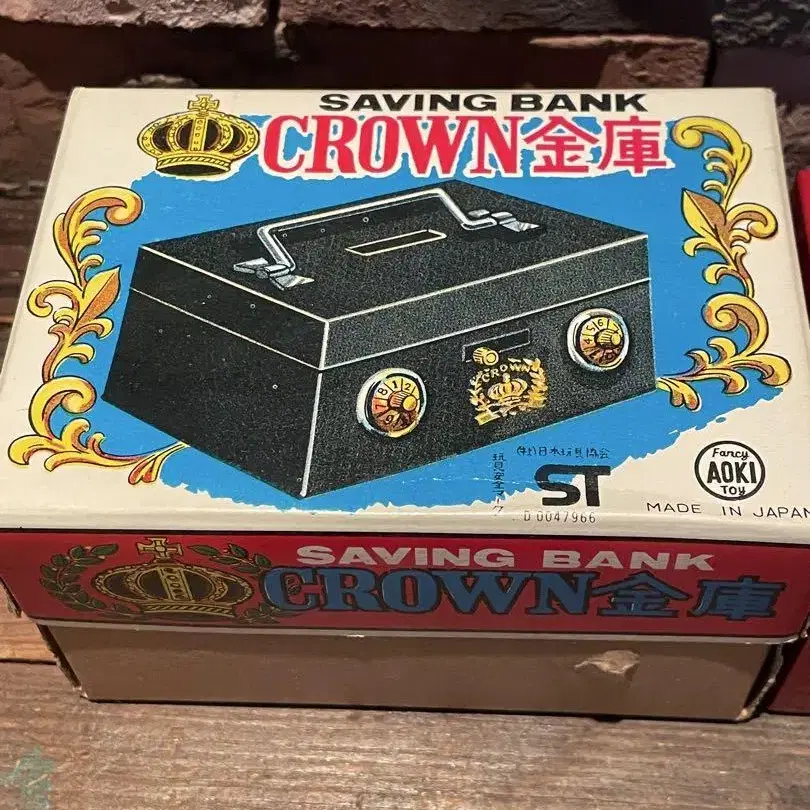 SAVING BANK
CROWN金庫
CROWN
(社)日本玩具協会
玩具安全マーク
ST
D 0047966
Fancy
AOKI
Toy
MADE IN JAPAN
SAVING BANK
CROWN金庫